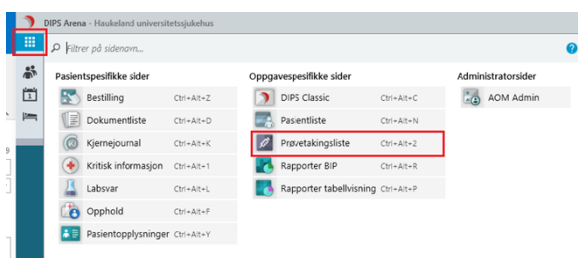 DIPS Arena - Haukeland universitetssjukehus
Filtrer på sidenavn...
?
Pasientspesifikke sider
Bestilling Ctrl+Alt+Z
Dokumentliste Ctrl+Alt+D
Kjernejournal Ctrl+Alt+K
Kritisk informasjon Ctrl+Alt+1
Labsvar Ctrl+Alt+L
Opphold Ctrl+Alt+F
Pasientopplysninger Ctrl+Alt+Y
Oppgavespesifikke sider
DIPS Classic Ctrl+Alt+C
Pasientliste Ctrl+Alt+N
Prøvetakingsliste Ctrl+Alt+2
Rapporter BIP Ctrl+Alt+R
Rapporter tabellvisning Ctrl+Alt+P
Administratorsider
AOM Admin